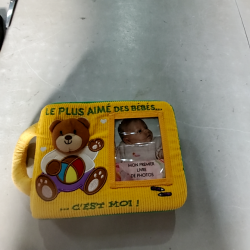 LE PLUS AIMÉ DES BÉBÉS,...
MON PREMIER
LIVRE
DE PHOTOS
... C'EST MOI !